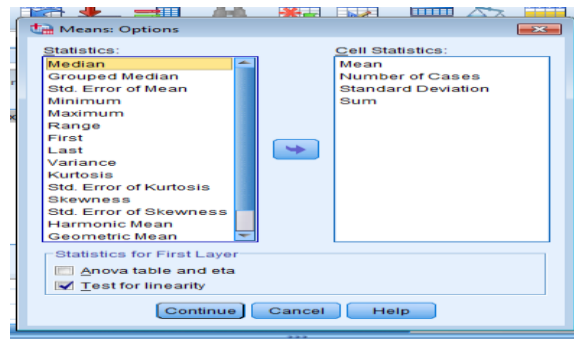 Means: Options
Statistics:
Median
Grouped Median
Std. Error of Mean
Minimum
Maximum
Range
First
Last
Variance
Kurtosis
Std. Error of Kurtosis
Skewness
Std. Error of Skewness
Harmonic Mean
Geometric Mean
Cell Statistics:
Mean
Number of Cases
Standard Deviation
Sum
Statistics for First Layer
Anova table and eta
Test for linearity
Continue
Cancel
Help